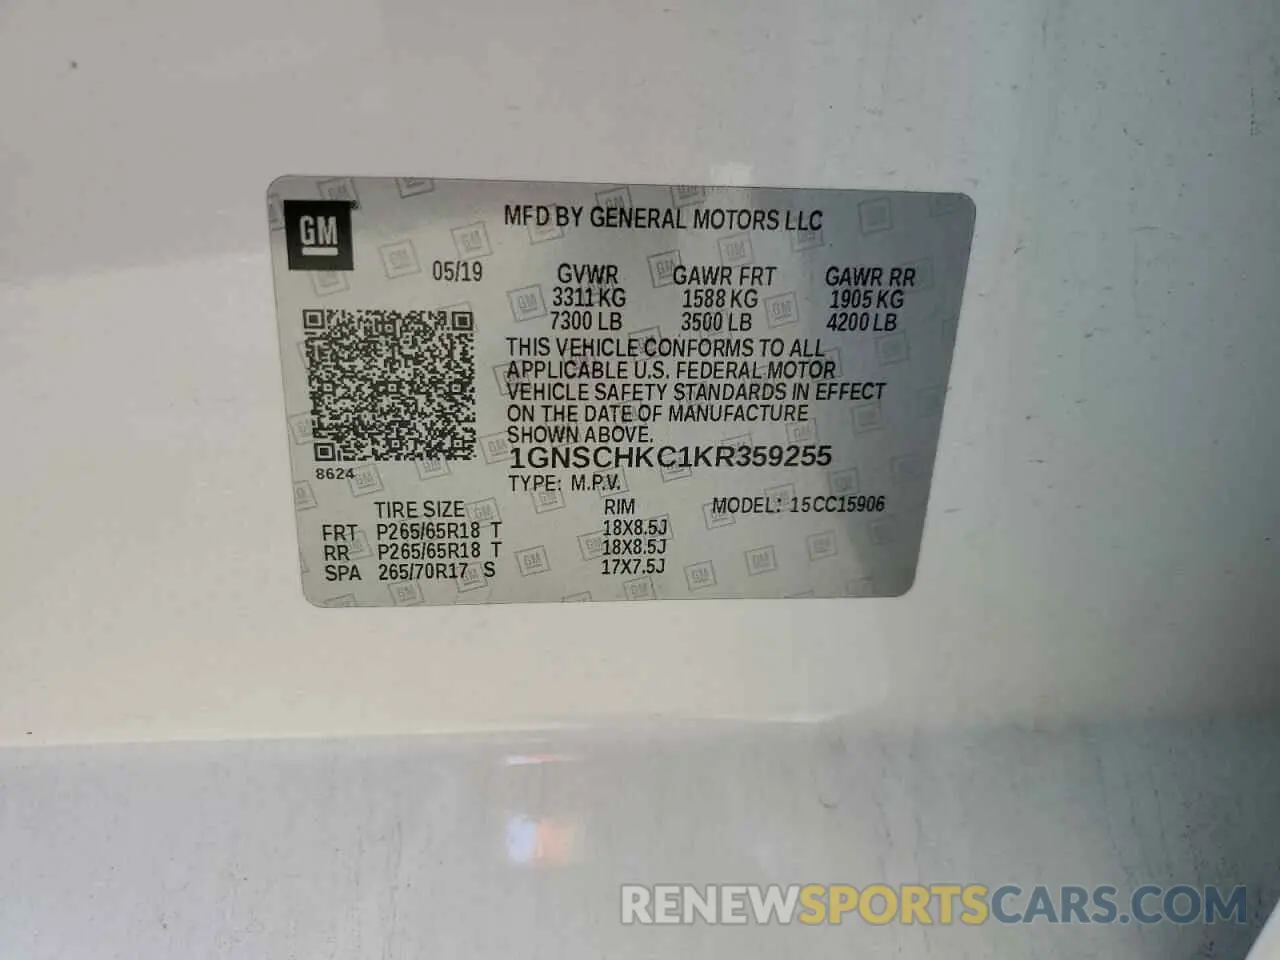 GM
MFD BY GENERAL MOTORS LLC
05/19 GVWR GAWR FRT GAWR RR
3311 KG 1588 KG 1905 KG
7300 LB 3500 LB 4200 LB
THIS VEHICLE CONFORMS TO ALL
APPLICABLE U.S. FEDERAL MOTOR
VEHICLE SAFETY STANDARDS IN EFFECT
ON THE DATE OF MANUFACTURE
SHOWN ABOVE.
8624
1GNSCHKC1KR359255
TYPE: M.P.V.
TIRE SIZE RIM MODEL: 15CC15906
FRT P265/65R18 T 18X8.5J
RR P265/65R18 T 18X8.5J
SPA 265/70R17 S 17X7.5J
RENEWSPORTSCARS.COM